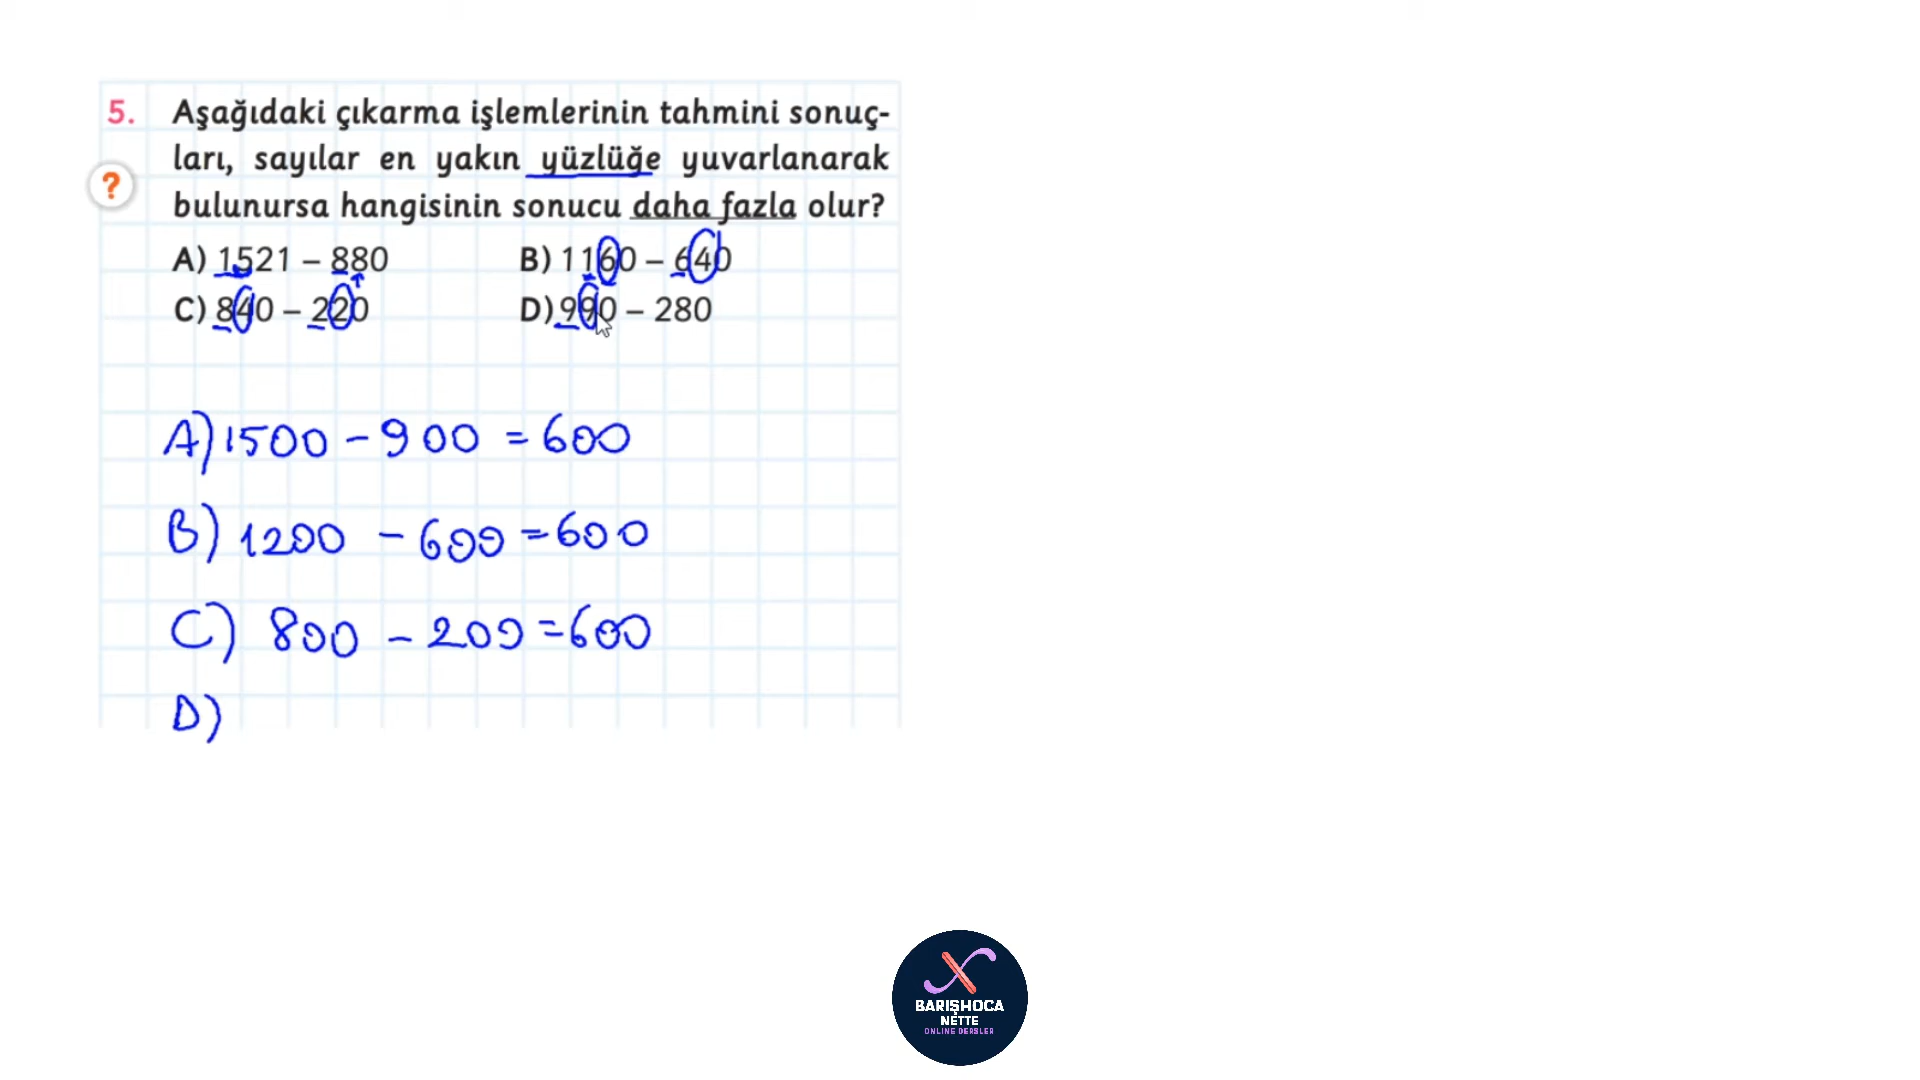 5. Aşağıdaki çıkarma işlemlerinin tahmini sonuç-
ları, sayılar en yakın yüzlüğe yuvarlanarak
?
bulunursa hangisinin sonucu daha fazla olur?
A) 1521 – 880 B) 1160 – 640
C) 840 – 220 D) 990 – 280
A) 1500 - 900 = 600
B) 1200 - 600 = 600
C) 800 - 200 = 600
D)
BARIŞHOCA
NETTE
ONLINE DERSLER